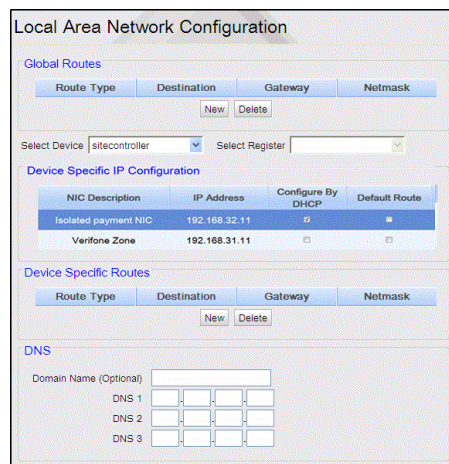 Local Area Network Configuration
Global Routes
Route Type Destination Gateway Netmask
New Delete
Select Device sitecontroller Select Register
Device Specific IP Configuration
NIC Description IP Address Configure By DHCP Default Route
Isolated payment NIC 192.168.32.11
Verifone Zone 192.168.31.11
Device Specific Routes
Route Type Destination Gateway Netmask
New Delete
DNS
Domain Name (Optional)
DNS 1 . . .
DNS 2 . . .
DNS 3 . . .